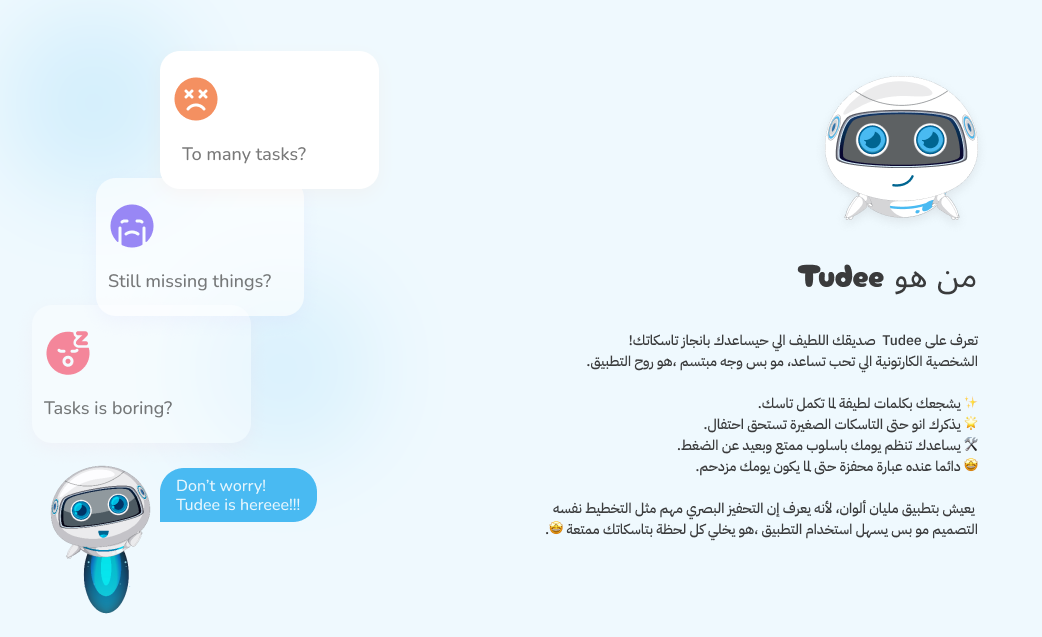 To many tasks?
Still missing things?
Tasks is boring?
Don't worry!
Tudee is hereee!!!
من هو Tudee
تعرف على Tudee صديقك اللطيف الي حيساعدك بانجاز تاسكاتك!
الشخصية الكارتونية الي تحب تساعد، مو بس وجه مبتسم ،هو روح التطبيق.
✨ يشجعك بكلمات لطيفة لما تكمل تاسك.
🌟 يذكرك انو حتى التاسكات الصغيرة تستحق احتفال.
🛠 يساعدك تنظم يومك باسلوب ممتع وبعيد عن الضغط.
🤩 دائما عنده عبارة محفزة حتى لما يكون يومك مزدحم.
يعيش بتطبيق مليان ألوان، لأنه يعرف إن التحفيز البصري مهم مثل التخطيط نفسه
التصميم مو بس يسهل استخدام التطبيق ،هو يخلي كل لحظة بتاسكاتك ممتعة 🤩.